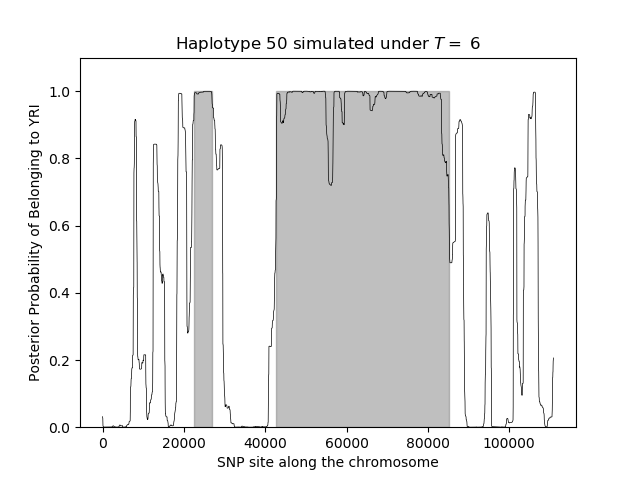 Haplotype 50 simulated under T = 6
Posterior Probability of Belonging to YRI
1.0
0.8
0.6
0.4
0.2
0.0
0 20000 40000 60000 80000 100000
SNP site along the chromosome